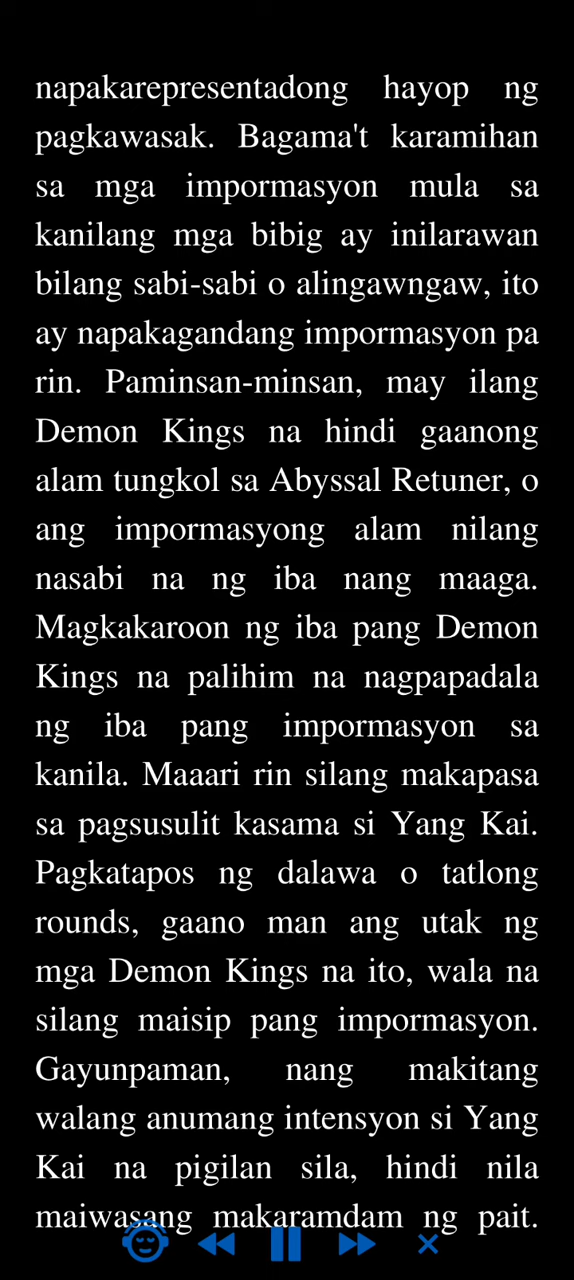 napakarepresentadong hayop ng
pagkawasak. Bagama't karamihan
sa mga impormasyon mula sa
kanilang mga bibig ay inilarawan
bilang sabi-sabi o alingawngaw, ito
ay napakagandang impormasyon pa
rin. Paminsan-minsan, may ilang
Demon Kings na hindi gaanong
alam tungkol sa Abyssal Retuner, o
ang impormasyong alam nilang
nasabi na ng iba nang maaga.
Magkakaroon ng iba pang Demon
Kings na palihim na nagpapadala
ng iba pang impormasyon sa
kanila. Maaari rin silang makapasa
sa pagsusulit kasama si Yang Kai.
Pagkatapos ng dalawa o tatlong
rounds, gaano man ang utak ng
mga Demon Kings na ito, wala na
silang maisip pang impormasyon.
Gayunpaman, nang makitang
walang anumang intensyon si Yang
Kai na pigilan sila, hindi nila
maiwasang makaramdam ng pait.